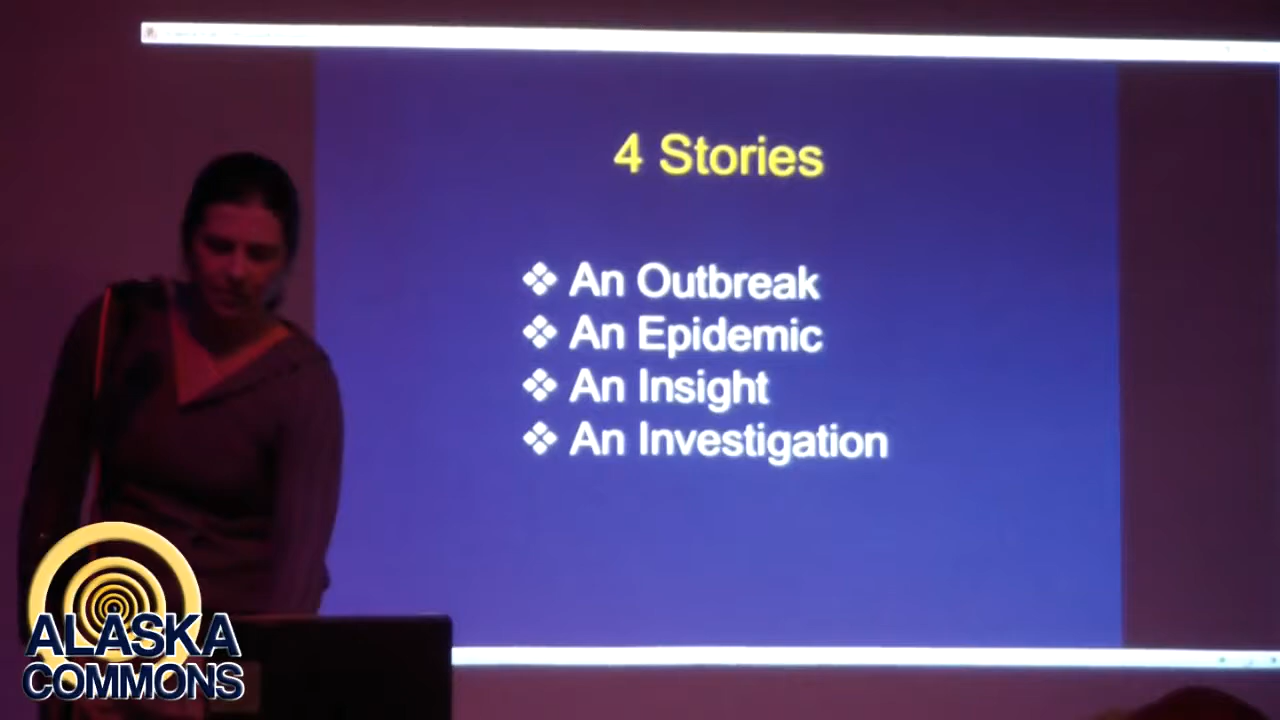 4 Stories
❖ An Outbreak
❖ An Epidemic
❖ An Insight
❖ An Investigation
ALASKA
COMMONS